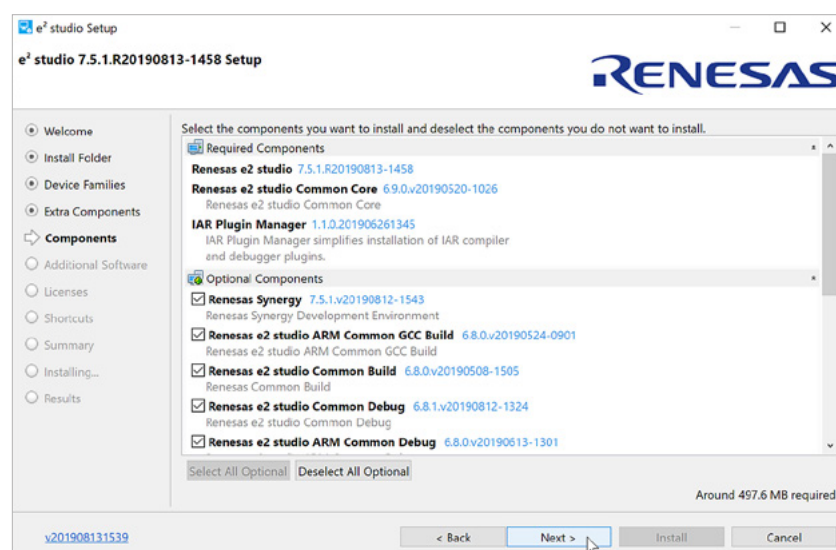 e² studio Setup
e² studio 7.5.1.R20190813-1458 Setup
RENESAS
Welcome
Install Folder
Device Families
Extra Components
Components
Additional Software
Licenses
Shortcuts
Summary
Installing...
Results
Select the components you want to install and deselect the components you do not want to install.
Required Components
Renesas e2 studio 7.5.1.R20190813-1458
Renesas e2 studio Common Core 6.9.0.v20190520-1026
Renesas e2 studio Common Core
IAR Plugin Manager 1.1.0.201906261345
IAR Plugin Manager simplifies installation of IAR compiler
and debugger plugins.
Optional Components
Renesas Synergy 7.5.1.v20190812-1543
Renesas Synergy Development Environment
Renesas e2 studio ARM Common GCC Build 6.8.0.v20190524-0901
Renesas e2 studio ARM Common GCC Build
Renesas e2 studio Common Build 6.8.0.v20190508-1505
Renesas Common Build
Renesas e2 studio Common Debug 6.8.1.v20190812-1324
Renesas e2 studio Common Debug
Renesas e2 studio ARM Common Debug 6.8.0.v20190613-1301
Select All Optional Deselect All Optional
Around 497.6 MB required
v201908131539
< Back Next > Install Cancel